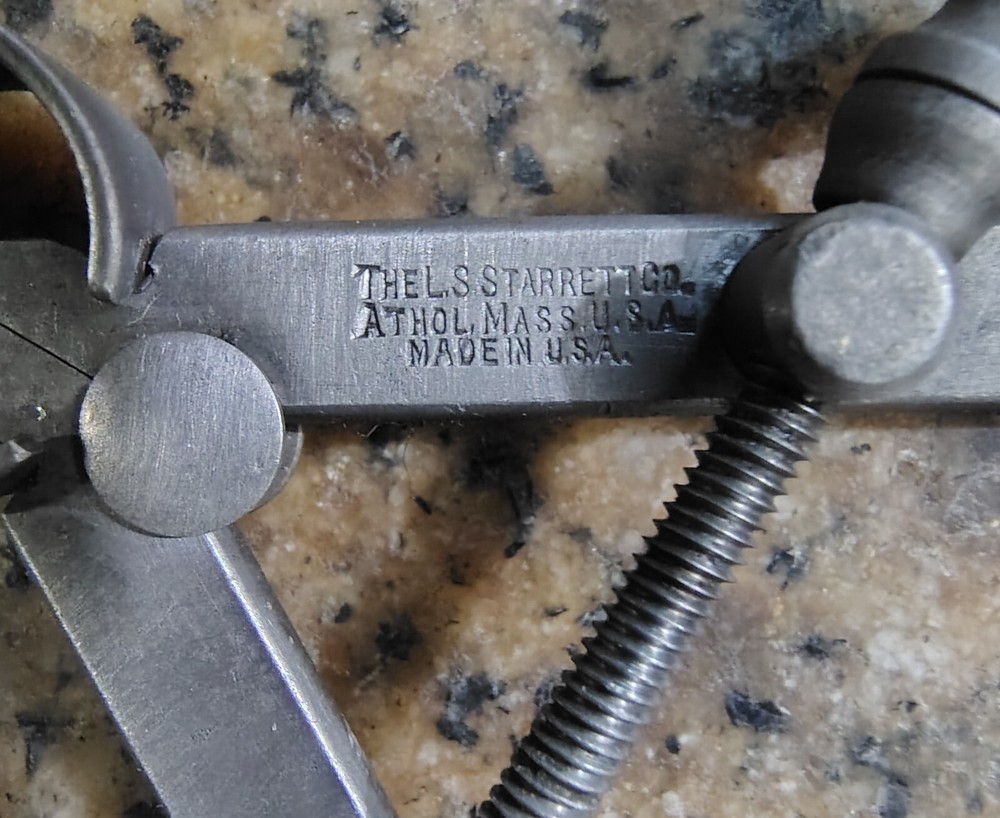 THE L.S STARRETT CO.
ATHOL, MASS. U.S.A.
MADE IN U.S.A.